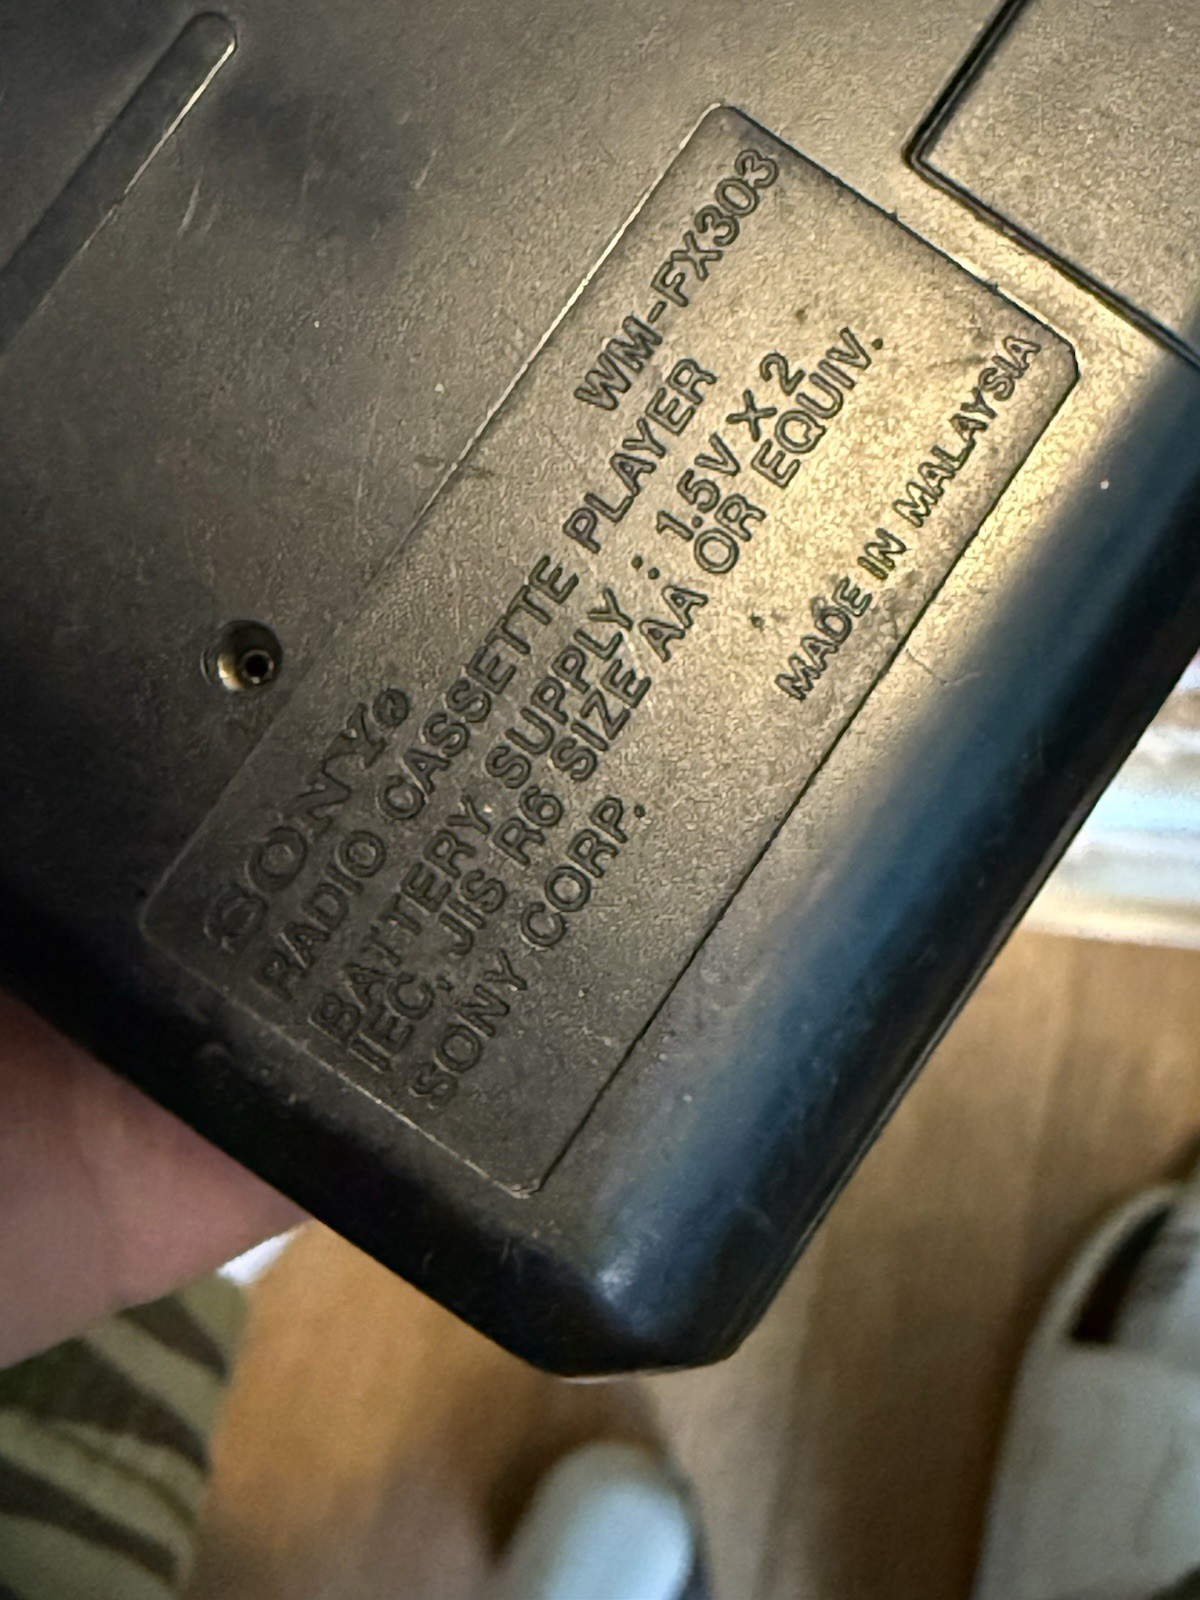 SONY®
WM-FX303
RADIO CASSETTE PLAYER
BATTERY SUPPLY : 1.5V X 2
IEC, JIS R6 SIZE AA OR EQUIV.
SONY CORP.
MADE IN MALAYSIA